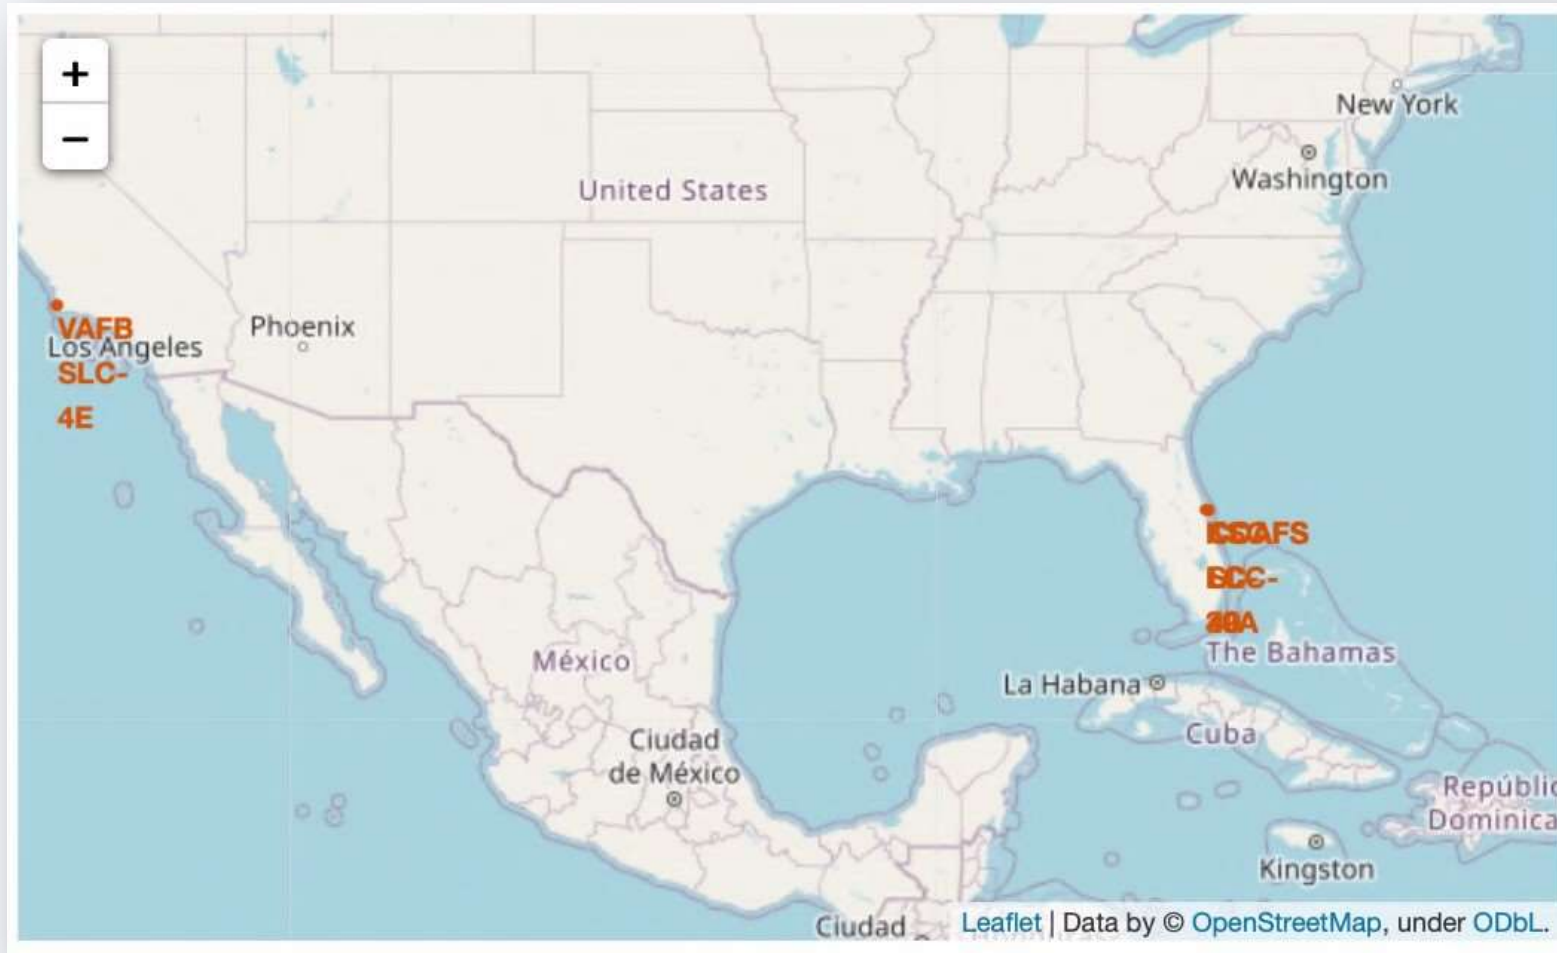 +
−
New York
Washington
United States
VAFB
Los Angeles
SLC-
4E
Phoenix
The Bahamas
La Habana
México
Cuba
Ciudad
de México
Repúblic
Dominica
Kingston
Ciudad
Leaflet | Data by © OpenStreetMap, under ODbL.